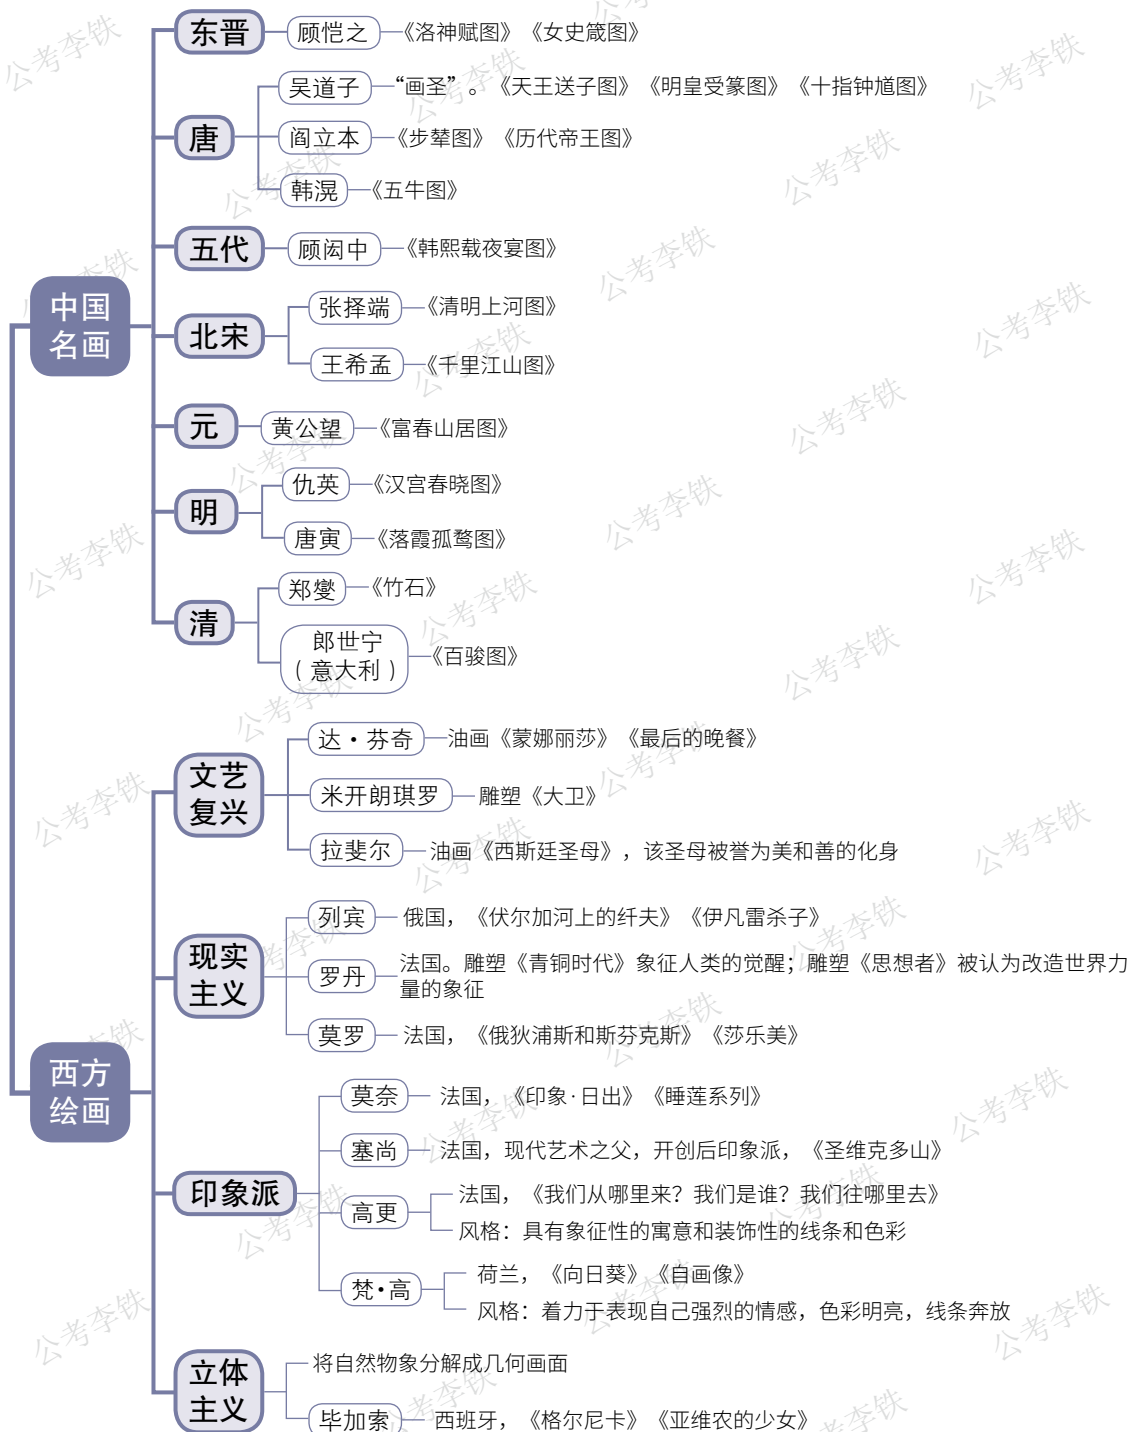 中国
名画
东晋
顾恺之
《洛神赋图》《女史箴图》
唐
吴道子
“画圣”。《天王送子图》《明皇受篆图》《十指钟馗图》
阎立本
《步辇图》《历代帝王图》
韩滉
《五牛图》
五代
顾闳中
《韩熙载夜宴图》
北宋
张择端
《清明上河图》
王希孟
《千里江山图》
元
黄公望
《富春山居图》
明
仇英
《汉宫春晓图》
唐寅
《落霞孤鹜图》
清
郑燮
《竹石》
郎世宁
(意大利)
《百骏图》
西方
绘画
文艺
复兴
达·芬奇
油画《蒙娜丽莎》《最后的晚餐》
米开朗琪罗
雕塑《大卫》
拉斐尔
油画《西斯廷圣母》,该圣母被誉为美和善的化身
现实
主义
列宾
俄国,《伏尔加河上的纤夫》《伊凡雷杀子》
罗丹
法国。雕塑《青铜时代》象征人类的觉醒;雕塑《思想者》被认为改造世界力
量的象征
莫罗
法国,《俄狄浦斯和斯芬克斯》《莎乐美》
印象派
莫奈
法国,《印象·日出》《睡莲系列》
塞尚
法国,现代艺术之父,开创后印象派,《圣维克多山》
高更
法国,《我们从哪里来?我们是谁?我们往哪里去》
风格:具有象征性的寓意和装饰性的线条和色彩
梵·高
荷兰,《向日葵》《自画像》
风格:着力于表现自己强烈的情感,色彩明亮,线条奔放
立体
主义
将自然物象分解成几何画面
毕加索
西班牙,《格尔尼卡》《亚维农的少女》
公考李铁